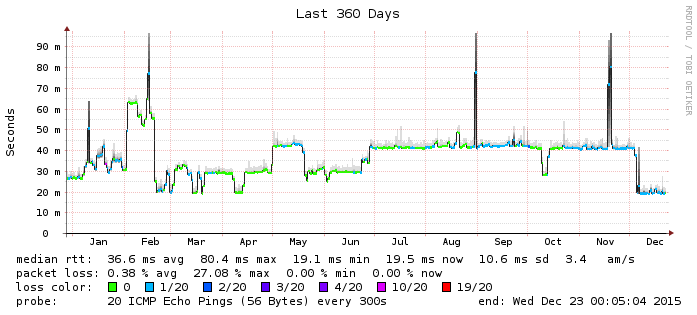 Last 360 Days
RRDTOOL / TOBI OETIKER
Seconds
90 m
80 m
70 m
60 m
50 m
40 m
30 m
20 m
10 m
0
Jan Feb Mar Apr May Jun Jul Aug Sep Oct Nov Dec
median rtt: 36.6 ms avg 80.4 ms max 19.1 ms min 19.5 ms now 10.6 ms sd 3.4 am/s
packet loss: 0.38 % avg 27.08 % max 0.00 % min 0.00 % now
loss color: 0 1/20 2/20 3/20 4/20 10/20 19/20
probe: 20 ICMP Echo Pings (56 Bytes) every 300s end: Wed Dec 23 00:05:04 2015